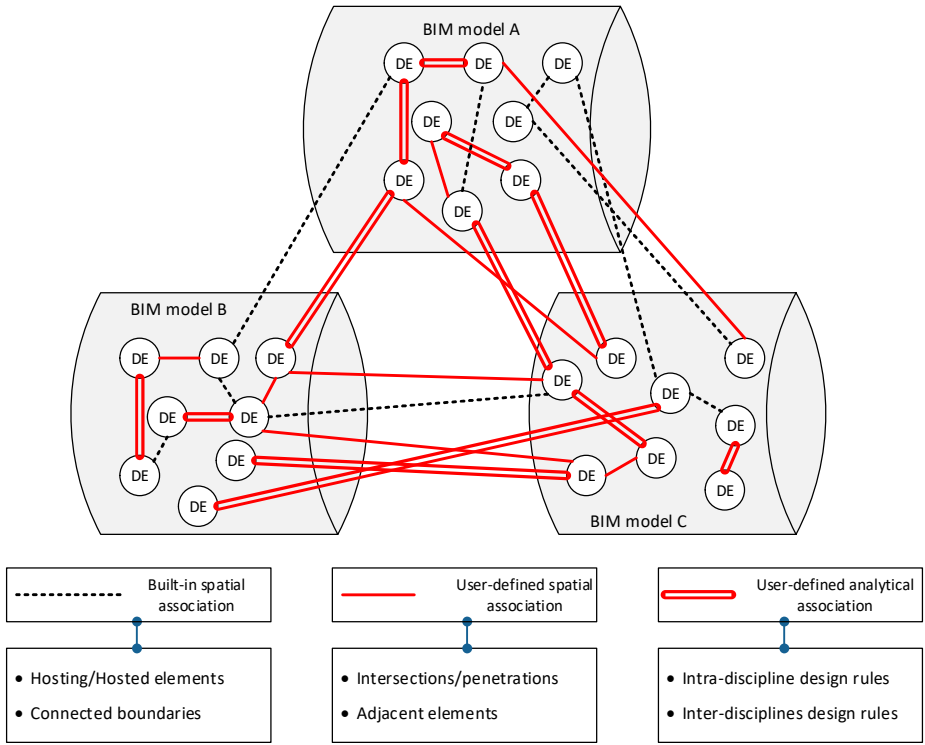 BIM model A
DE DE DE
DE DE
DE DE
DE
BIM model B
DE DE DE
DE DE
DE
DE
DE
DE DE
DE
DE
DE
DE
DE
DE
BIM model C
Built-in spatial
association
User-defined spatial
association
User-defined analytical
association
• Hosting/Hosted elements
• Connected boundaries
• Intersections/penetrations
• Adjacent elements
• Intra-discipline design rules
• Inter-disciplines design rules